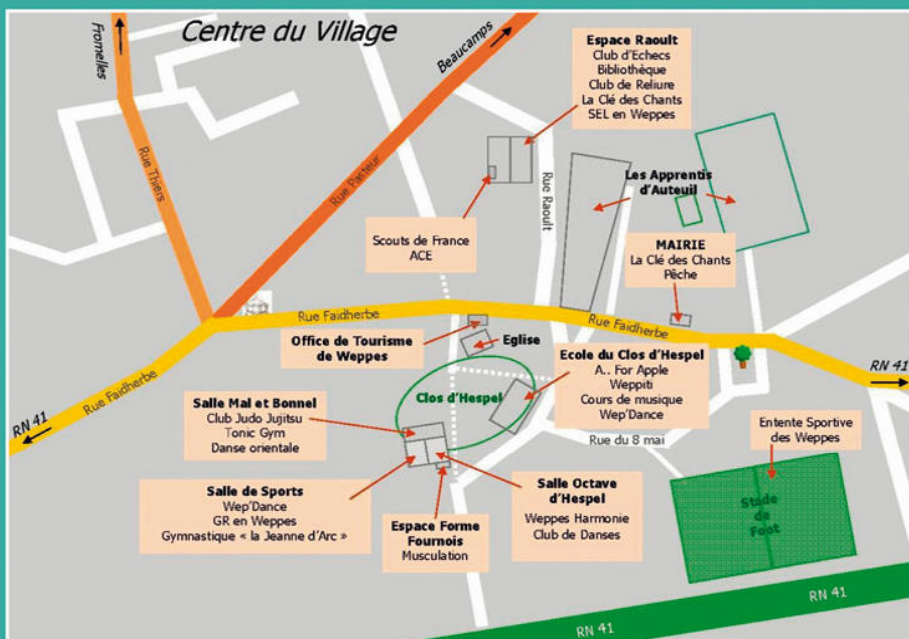 Centre du Village
Fromelles
Beaucamps
Espace Raoult
Club d'Echecs
Bibliothèque
Club de Reliure
La Clé des Chants
SEL en Weppes
Rue Thiers
Rue Pasteur
Rue Raoult
Les Apprentis
d'Auteuil
Scouts de France
ACE
MAIRIE
La Clé des Chants
Pêche
Rue Faidherbe
Rue Faidherbe
Office de Tourisme
de Weppes
Eglise
Ecole du Clos d'Hespel
A.. For Apple
Weppiti
Cours de musique
Wep'Dance
RN 41
Rue Faidherbe
RN 41
Clos d'Hespel
Salle Mal et Bonnel
Club Judo Jujitsu
Tonic Gym
Danse orientale
Rue du 8 mai
Entente Sportive
des Weppes
Salle de Sports
Wep'Dance
GR en Weppes
Gymnastique « la Jeanne d'Arc »
Espace Forme
Fournois
Musculation
Salle Octave
d'Hespel
Weppes Harmonie
Club de Danses
Stade
de
Foot
RN 41
RN 41